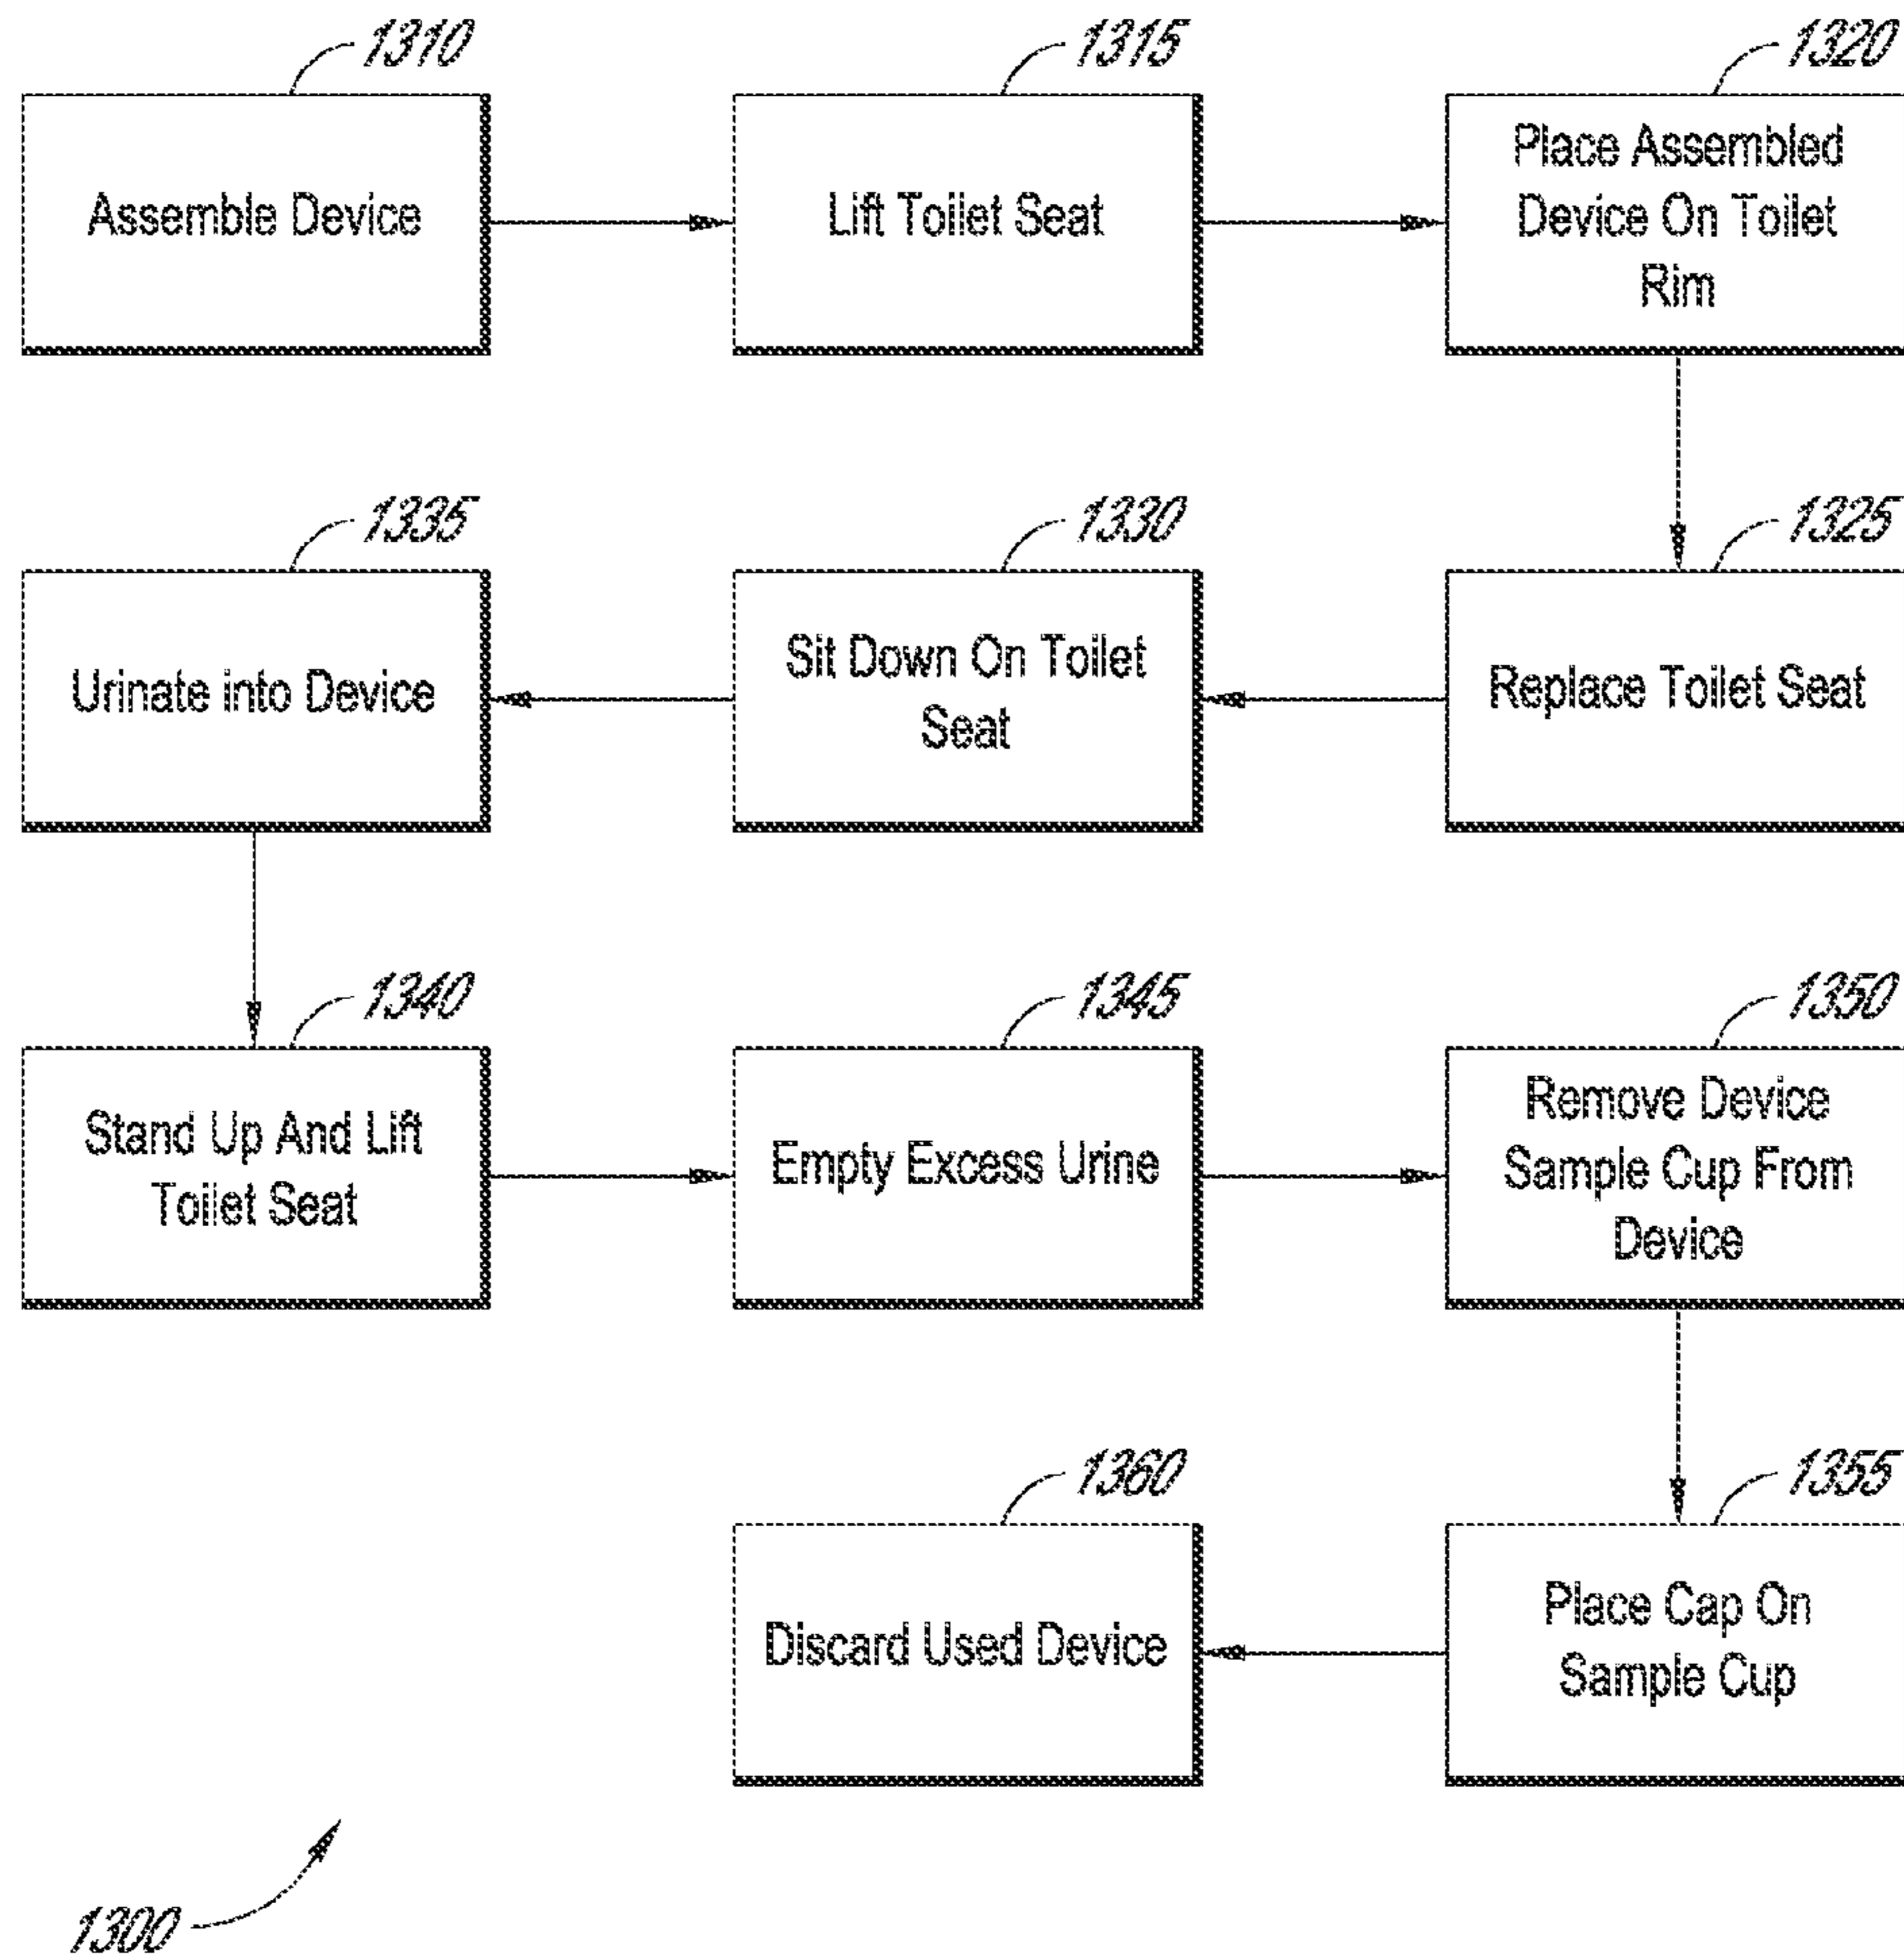 1310
Assemble Device
1315
Lift Toilet Seat
1320
Place Assembled
Device On Toilet
Rim
1325
Replace Toilet Seat
1330
Sit Down On Toilet
Seat
1335
Urinate into Device
1340
Stand Up And Lift
Toilet Seat
1345
Empty Excess Urine
1350
Remove Device
Sample Cup From
Device
1355
Place Cap On
Sample Cup
1360
Discard Used Device
1300